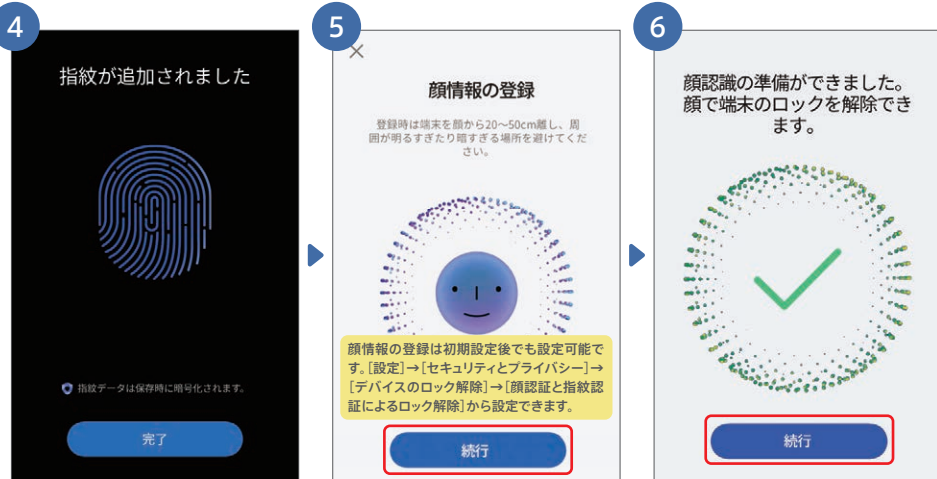 4
指紋が追加されました
指紋データは保存時に暗号化されます。
完了
5
顔情報の登録
登録時は端末を顔から20～50cm離し、周
囲が明るすぎたり暗すぎる場所を避けてくだ
さい。
顔情報の登録は初期設定後でも設定可能で
す。[設定]→[セキュリティとプライバシー]→
[デバイスのロック解除]→[顔認証と指紋認
証によるロック解除]から設定できます。
続行
6
顔認識の準備ができました。
顔で端末のロックを解除でき
ます。
続行